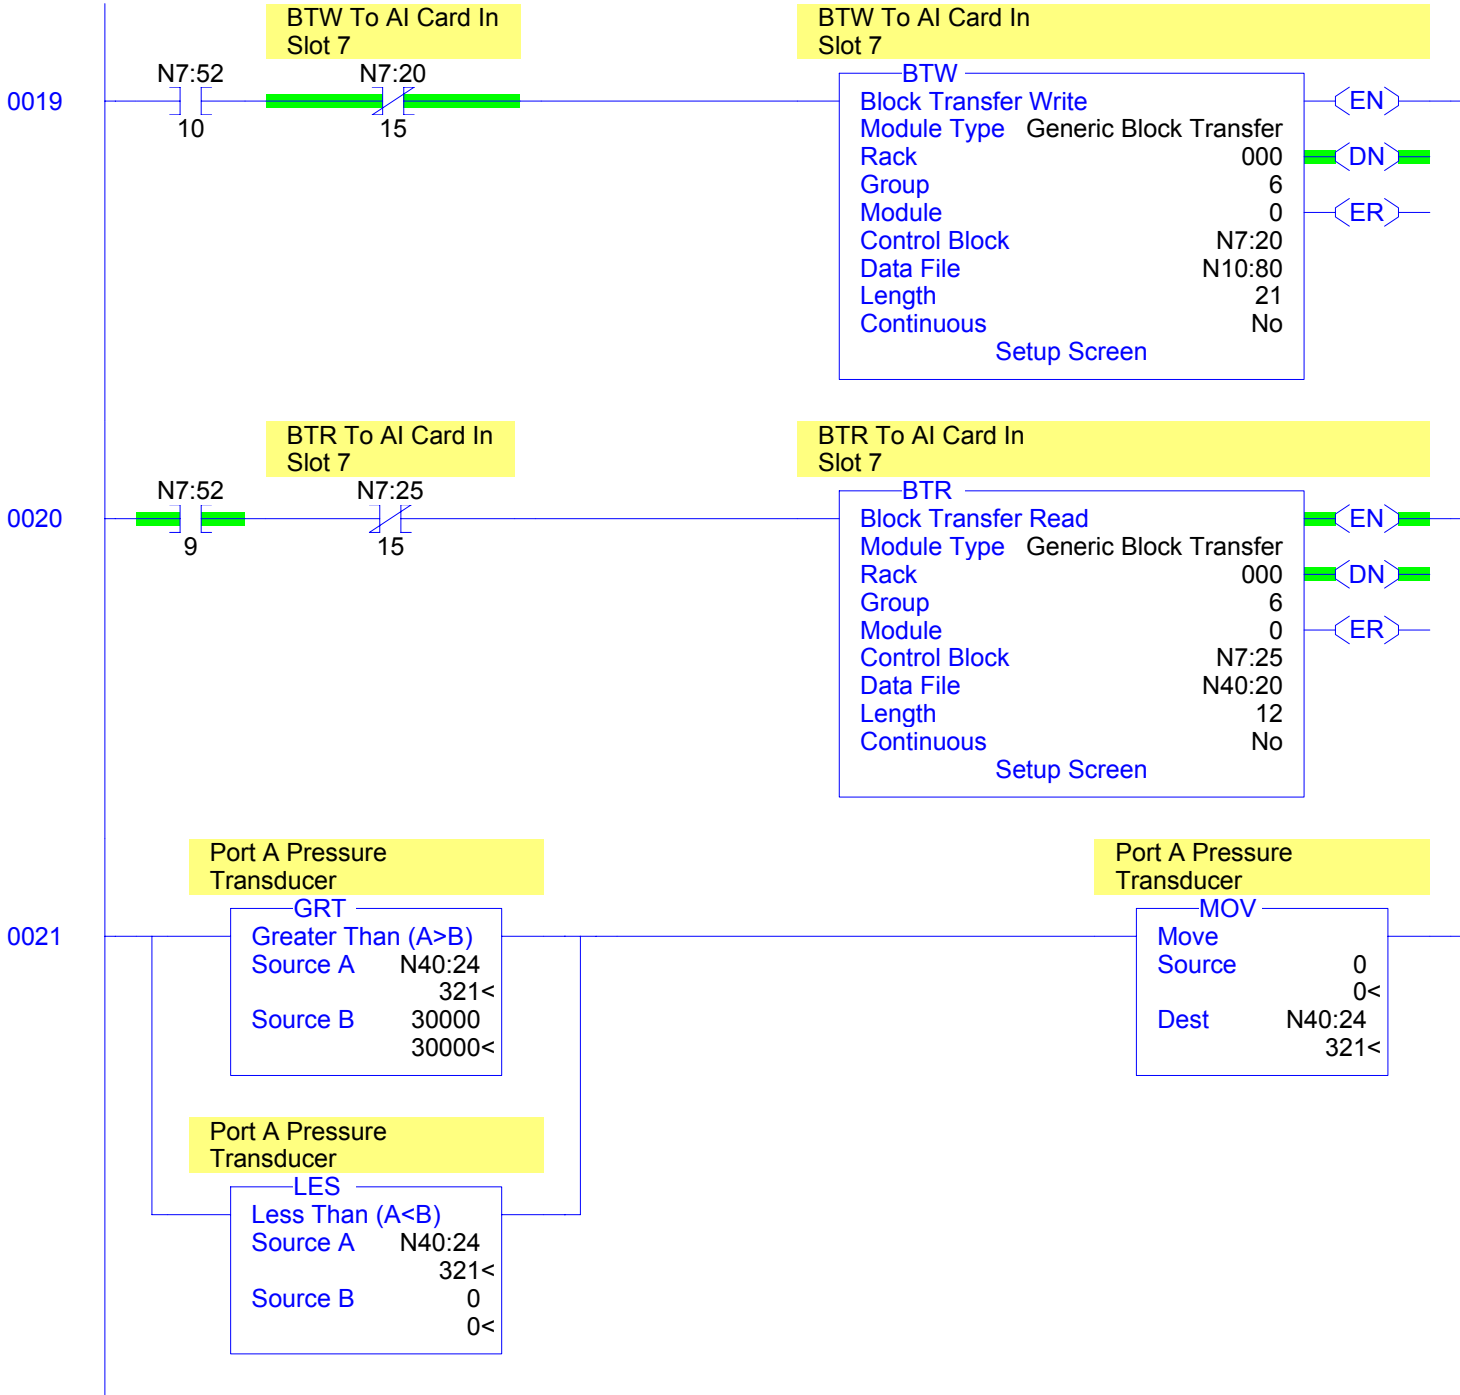 BTW To AI Card In
Slot 7
BTW To AI Card In
Slot 7
0019
N7:52
10
N7:20
15
BTW
Block Transfer Write
Module Type Generic Block Transfer
Rack 000
Group 6
Module 0
Control Block N7:20
Data File N10:80
Length 21
Continuous No
Setup Screen
EN
DN
ER
BTR To AI Card In
Slot 7
BTR To AI Card In
Slot 7
0020
N7:52
9
N7:25
15
BTR
Block Transfer Read
Module Type Generic Block Transfer
Rack 000
Group 6
Module 0
Control Block N7:25
Data File N40:20
Length 12
Continuous No
Setup Screen
EN
DN
ER
Port A Pressure
Transducer
0021
GRT
Greater Than (A>B)
Source A N40:24
321<
Source B 30000
30000<
Port A Pressure
Transducer
LES
Less Than (A<B)
Source A N40:24
321<
Source B 0
0<
Port A Pressure
Transducer
MOV
Move
Source 0
0<
Dest N40:24
321<